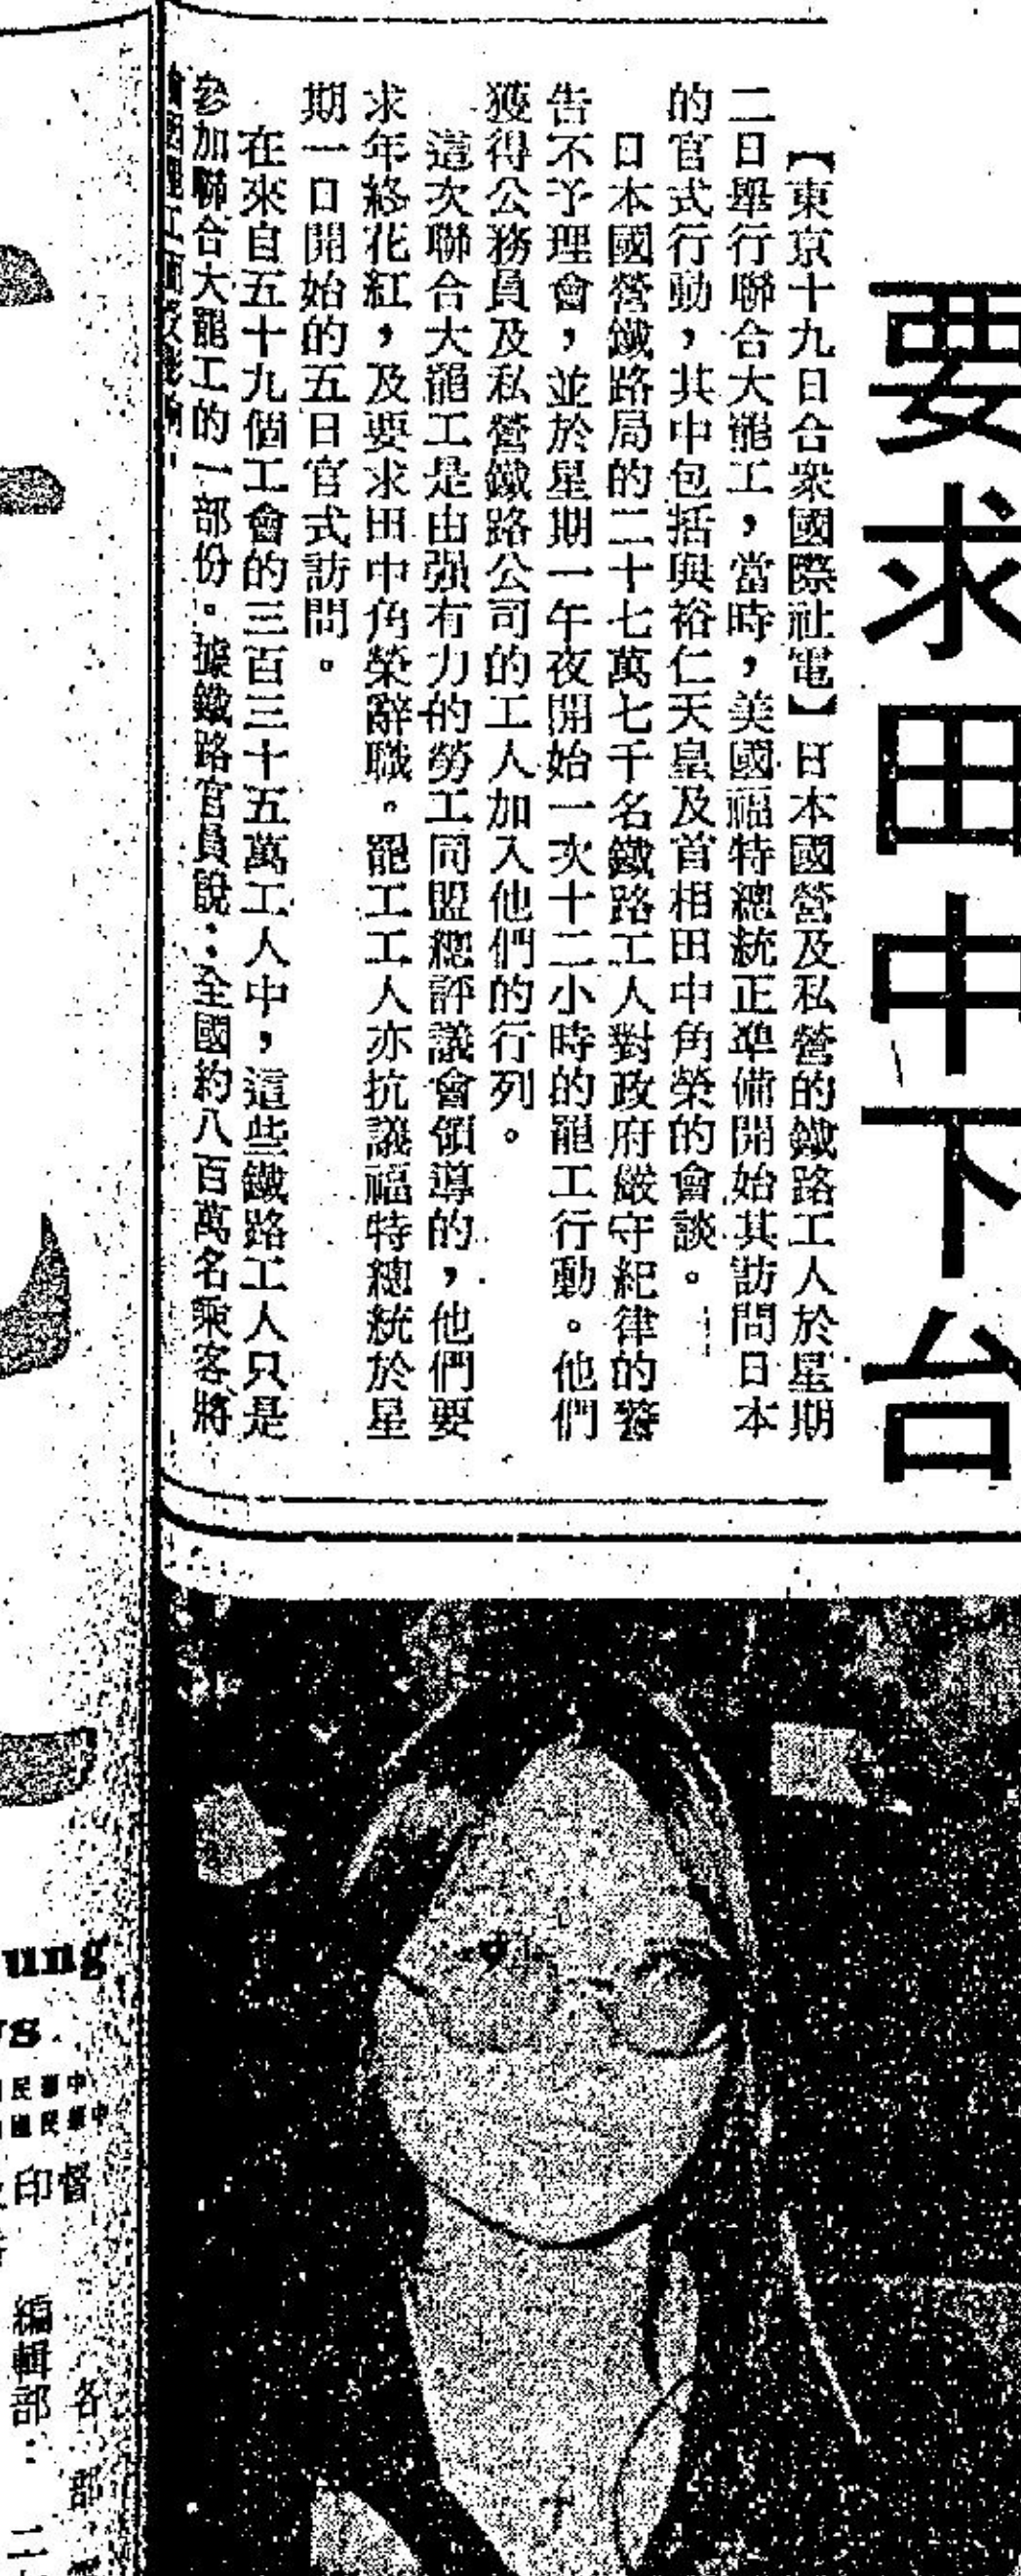 要求田中下台
【東京十九日合衆國際社電】日本國營及私營的鐵路工人於星期
二日舉行聯合大罷工，當時，美國福特總統正準備開始其訪問日本
的官式行動，其中包括與裕仁天皇及首相田中角榮的會談。
日本國營鐵路局的二十七萬七千名鐵路工人對政府嚴守紀律的警
告不予理會，並於星期一午夜開始一次十二小時的罷工行動。他們
獲得公務員及私營鐵路公司的工人加入他們的行列。
這次聯合大罷工是由强有力的勞工同盟總評議會領導的，他們要
求年終花紅，及要求田中角榮辭職。罷工工人亦抗議福特總統於星
期一日開始的五日官式訪問。
在來自五十九個工會的三百三十五萬工人中，這些鐵路工人只是
參加聯合大罷工的一部份。據鐵路官員說：全國約八百萬名乘客將
ung
督印
各部
編輯部：二